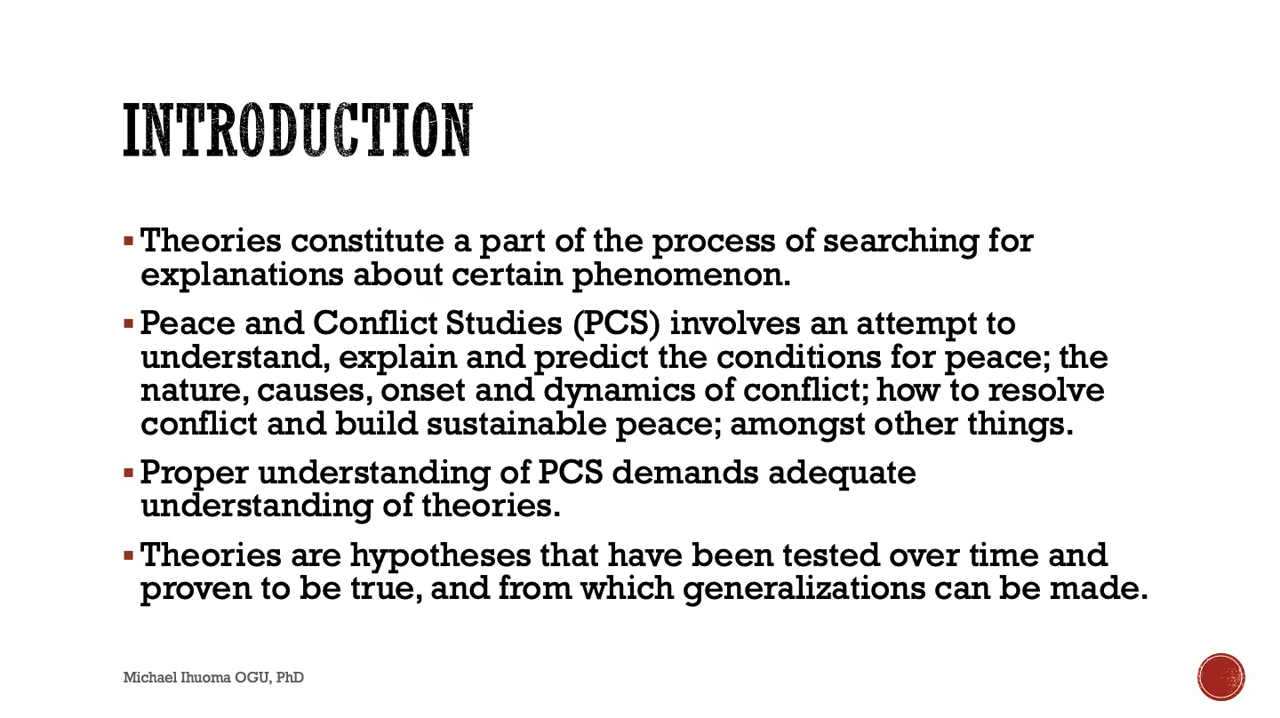 INTRODUCTION
▪ Theories constitute a part of the process of searching for
explanations about certain phenomenon.
▪ Peace and Conflict Studies (PCS) involves an attempt to
understand, explain and predict the conditions for peace; the
nature, causes, onset and dynamics of conflict; how to resolve
conflict and build sustainable peace; amongst other things.
▪ Proper understanding of PCS demands adequate
understanding of theories.
▪ Theories are hypotheses that have been tested over time and
proven to be true, and from which generalizations can be made.
Michael Ihuoma OGU, PhD